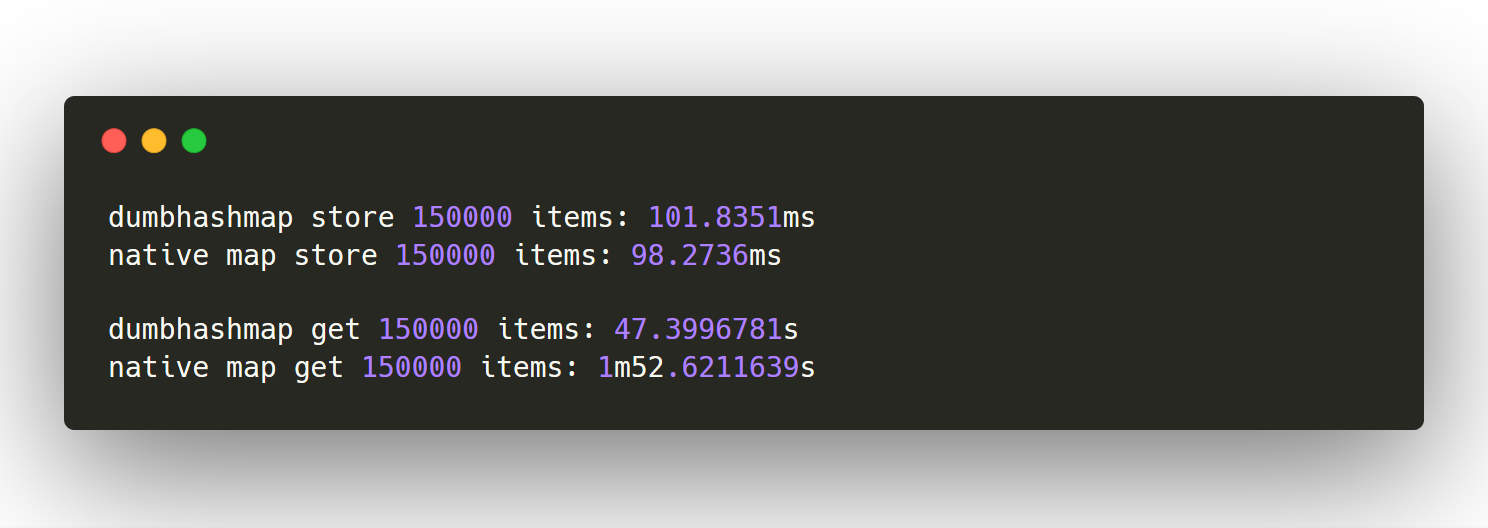 dumbhashmap store 150000 items: 101.8351ms
native map store 150000 items: 98.2736ms
dumbhashmap get 150000 items: 47.3996781s
native map get 150000 items: 1m52.6211639s